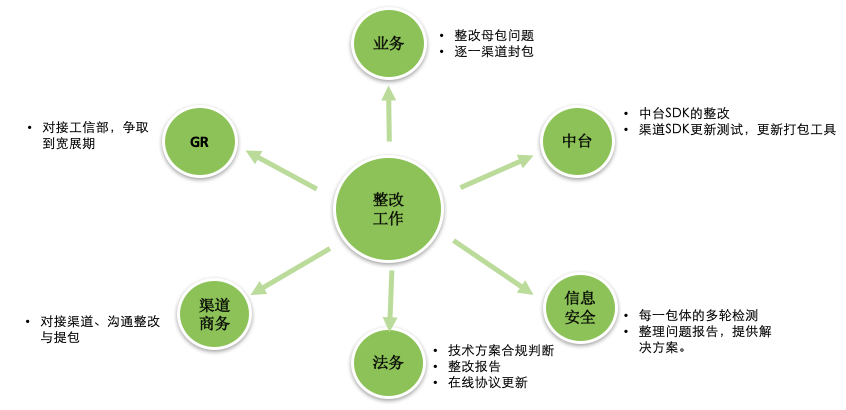 业务
• 整改母包问题
• 逐一渠道封包
GR
• 对接工信部，争取
到宽展期
中台
• 中台SDK的整改
• 渠道SDK更新测试，更新打包工具
整改
工作
渠道
商务
• 对接渠道、沟通整改
与提包
信息
安全
• 每一包体的多轮检测
• 整理问题报告，提供解
决方案。
法务
• 技术方案合规判断
• 整改报告
• 在线协议更新